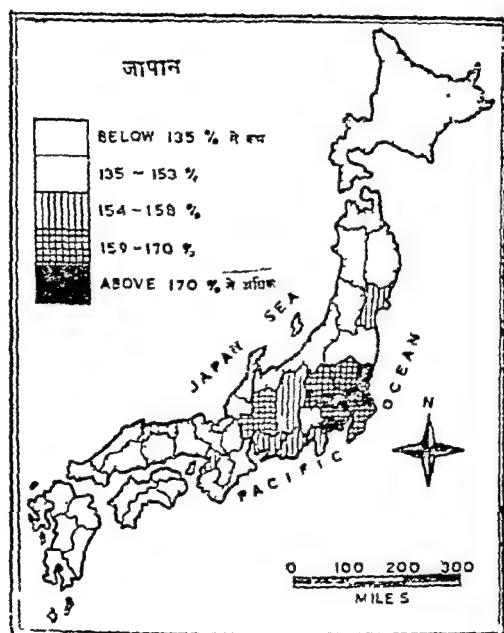 जापान
BELOW 135 % से कम
135 - 153 %
154 - 158 %
159 - 170 %
ABOVE 170 % से अधिक
JAPAN SEA
PACIFIC OCEAN
N
0 100 200 300
MILES